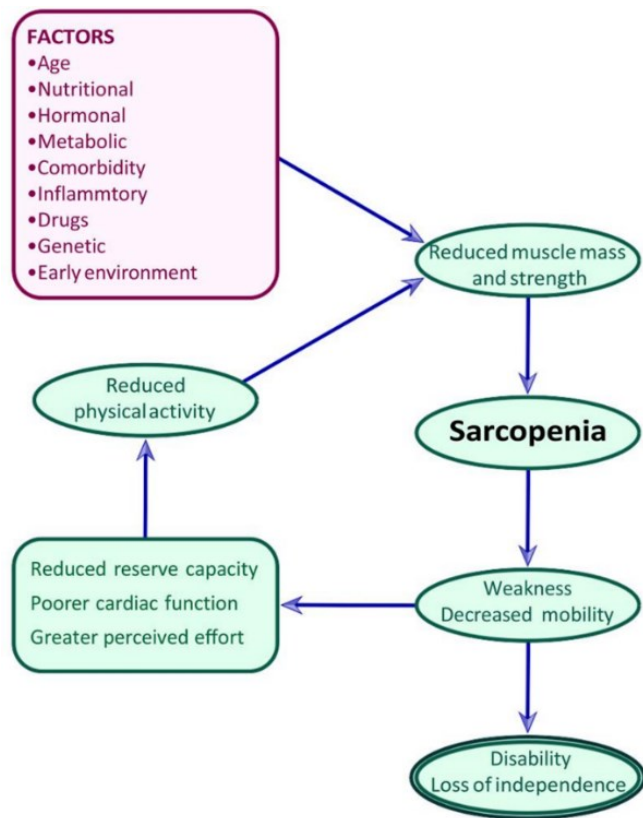 FACTORS
•Age
•Nutritional
•Hormonal
•Metabolic
•Comorbidity
•Inflammtory
•Drugs
•Genetic
•Early environment
Reduced muscle mass
and strength
Reduced
physical activity
Sarcopenia
Reduced reserve capacity
Poorer cardiac function
Greater perceived effort
Weakness
Decreased mobility
Disability
Loss of independence